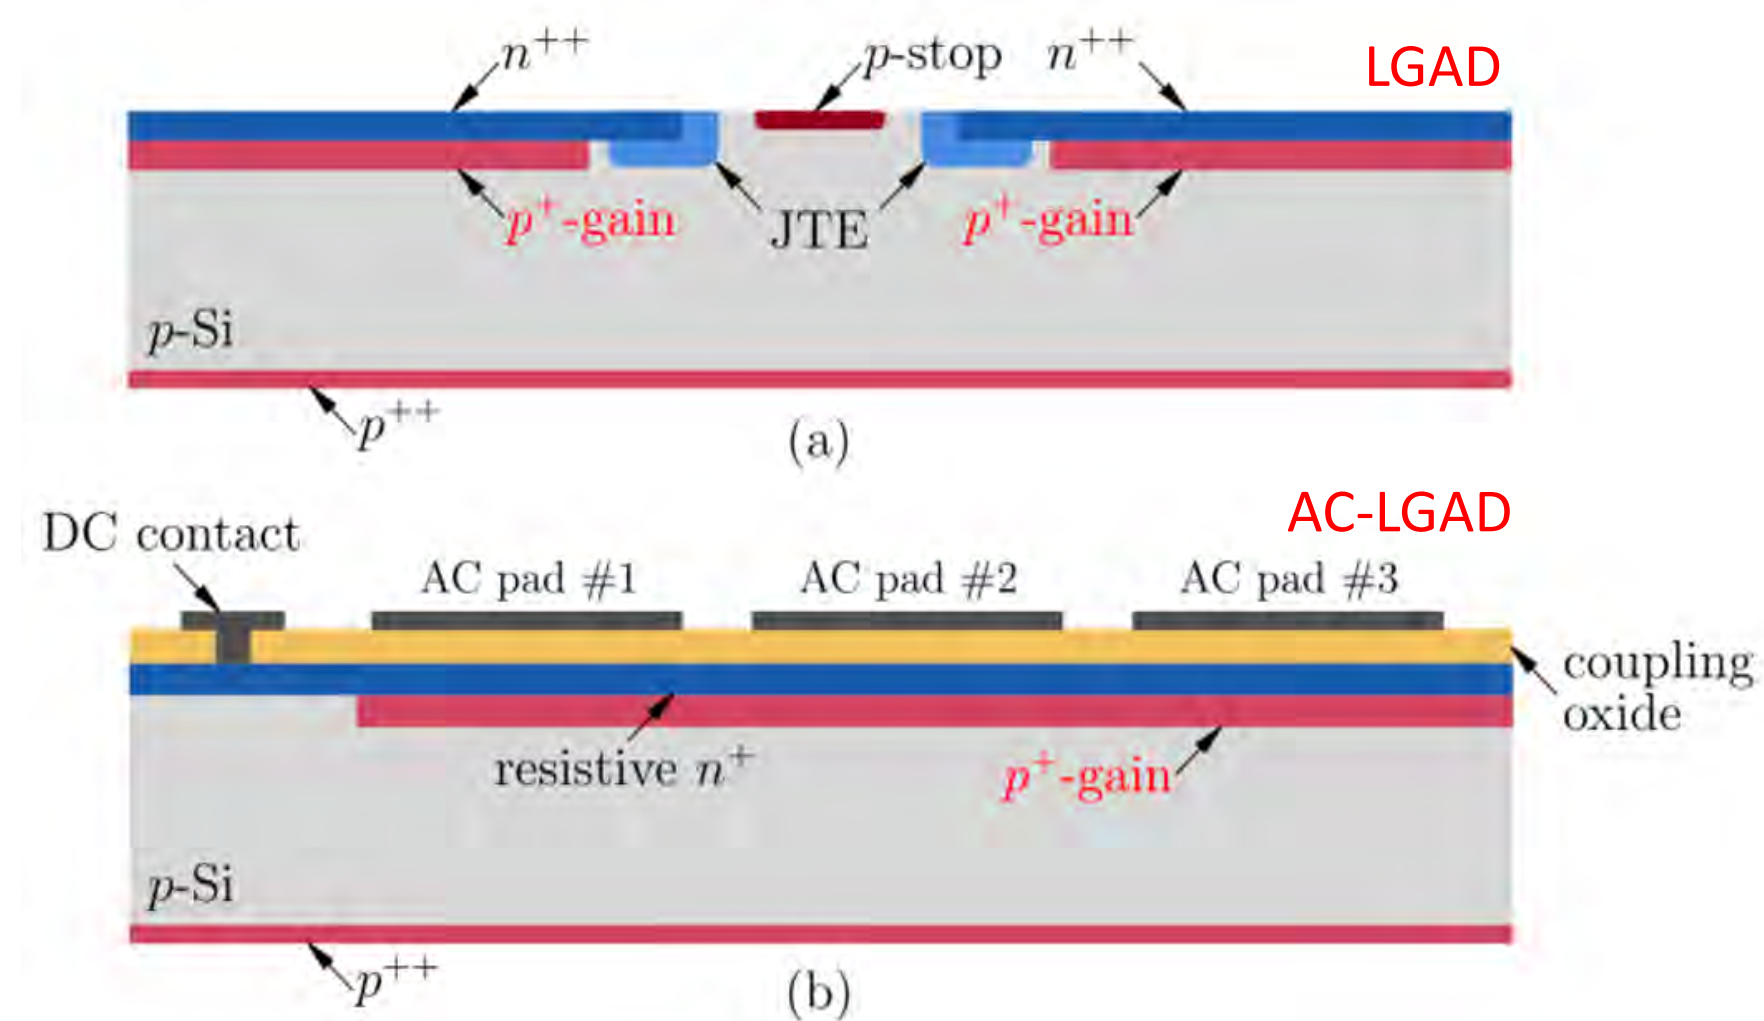 n++
p-stop
n++
LGAD
p+-gain
JTE
p+-gain
p-Si
p++
(a)
AC-LGAD
DC contact
AC pad #1
AC pad #2
AC pad #3
coupling
oxide
resistive n+
p+-gain
p-Si
p++
(b)